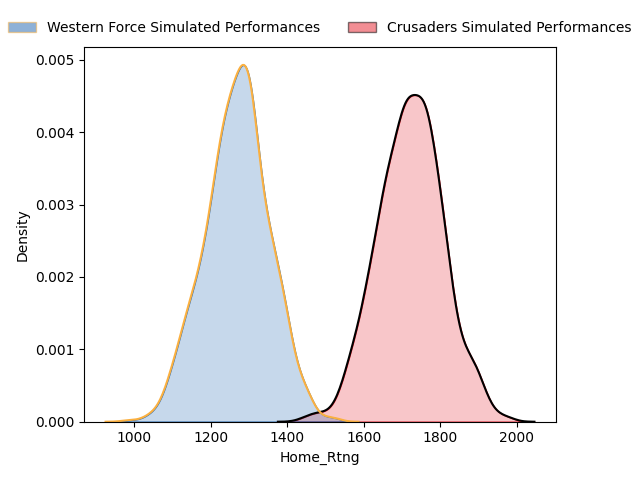 Western Force Simulated Performances Crusaders Simulated Performances
0.005
0.004
0.003
0.002
0.001
0.000
Density
1000 1200 1400 1600 1800 2000
Home_Rtng